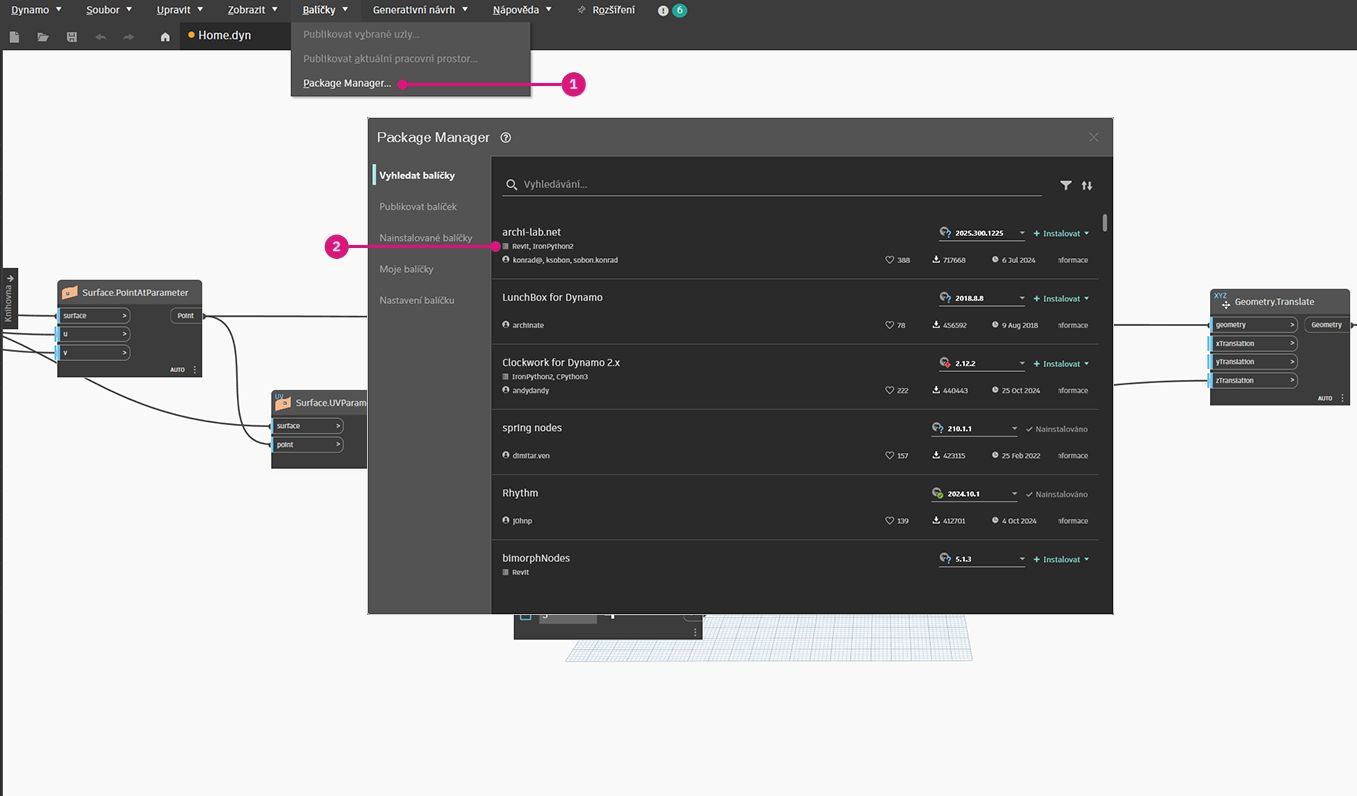 Dynamo Soubor Upravit Zobrazit Balíčky Generativní návrh Nápověda Rozšíření 6
Home.dyn
Publikovat vybrané uzly...
Publikovat aktuální pracovní prostor...
Package Manager...
1
Package Manager
Vyhledat balíčky
Publikovat balíček
Nainstalované balíčky
Moje balíčky
Nastavení balíčku
2
Vyhledávání...
archi-lab.net
2025.300.1225 + Instalovat
Revit, IronPython2
konrad@, ksobon, sobon.konrad 388 717668 6 Jul 2024 nformace
LunchBox for Dynamo 2018.8.8 + Instalovat
archinate 78 456592 9 Aug 2018 nformace
Clockwork for Dynamo 2.x 2.12.2 + Instalovat
IronPython2, CPython3
andydandy 222 440443 25 Oct 2024 nformace
spring nodes 210.1.1 Nainstalováno
dimitar.ven 157 423115 25 Feb 2022 nformace
Rhythm 2024.10.1 Nainstalováno
j0hnp 139 412701 4 Oct 2024 nformace
bimorphNodes 5.1.3 + Instalovat
Revit
Knihovna
Surface.PointAtParameter
surface > Point
u >
v >
AUTO
UV
Surface.UVParam
surface >
point >
XYZ
Geometry.Translate
geometry > Geometry
xTranslation >
yTranslation >
zTranslation >
AUTO